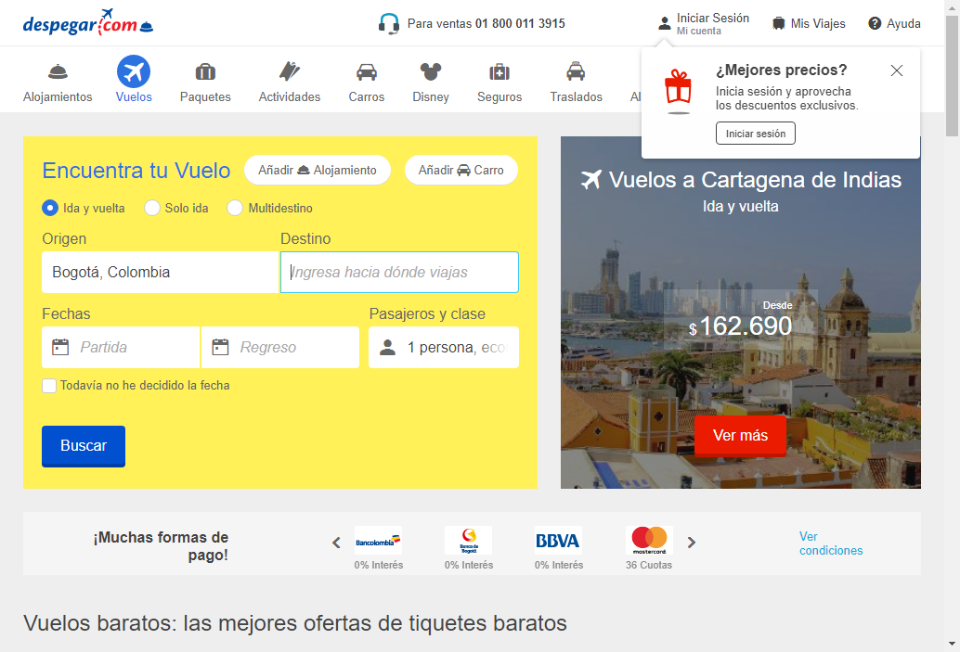 despegar.com
Para ventas 01 800 011 3915
Iniciar Sesión
Mi cuenta
Mis Viajes
Ayuda
Alojamientos
Vuelos
Paquetes
Actividades
Carros
Disney
Seguros
Traslados
¿Mejores precios?
Inicia sesión y aprovecha
los descuentos exclusivos.
Iniciar sesión
Encuentra tu Vuelo
Añadir Alojamiento
Añadir Carro
Ida y vuelta
Solo ida
Multidestino
Origen
Destino
Bogotá, Colombia
Ingresa hacia dónde viajas
Fechas
Pasajeros y clase
Partida
Regreso
1 persona, eco
Todavía no he decidido la fecha
Buscar
Vuelos a Cartagena de Indias
Ida y vuelta
Desde
$ 162.690
Ver más
¡Muchas formas de
pago!
Bancolombia
0% Interés
Banco de
Bogotá
0% Interés
BBVA
0% Interés
mastercard
36 Cuotas
Ver
condiciones
Vuelos baratos: las mejores ofertas de tiquetes baratos